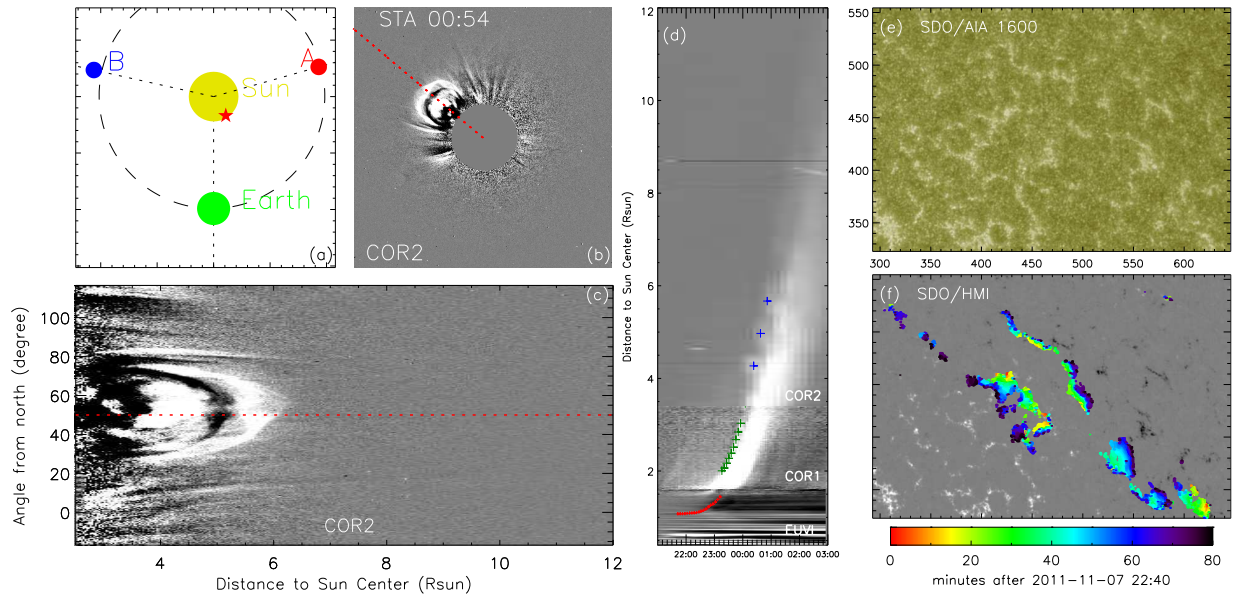 B
A
Sun
Earth
(a)
STA 00:54
COR2
(b)
(c)
100
80
60
40
20
0
Angle from north (degree)
COR2
4
6
8
10
12
Distance to Sun Center (Rsun)
(d)
12
10
8
6
4
2
Distance to Sun Center (Rsun)
COR2
COR1
EUVI
22:00
23:00
00:00
01:00
02:00
03:00
(e) SDO/AIA 1600
550
500
450
400
350
300
350
400
450
500
550
600
(f) SDO/HMI
0
20
40
60
80
minutes after 2011-11-07 22:40